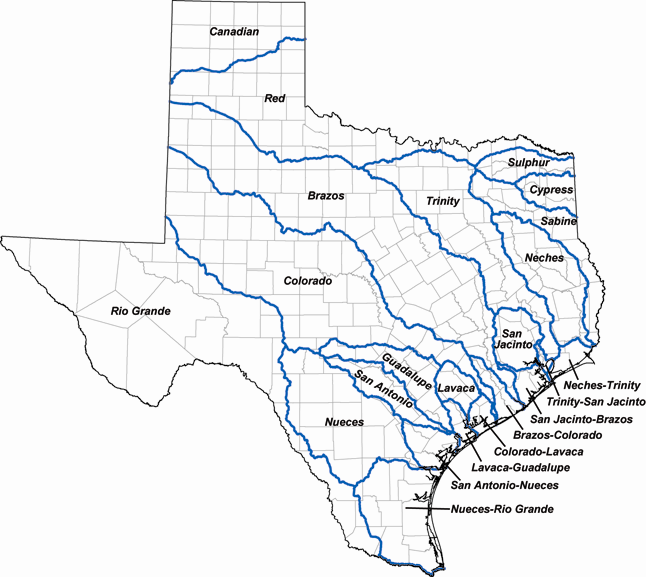 Canadian
Red
Sulphur
Cypress
Brazos
Trinity
Sabine
Neches
Colorado
Rio Grande
San
Jacinto
Guadalupe
San Antonio
Lavaca
Neches-Trinity
Trinity-San Jacinto
Nueces
San Jacinto-Brazos
Brazos-Colorado
Colorado-Lavaca
Lavaca-Guadalupe
San Antonio-Nueces
Nueces-Rio Grande